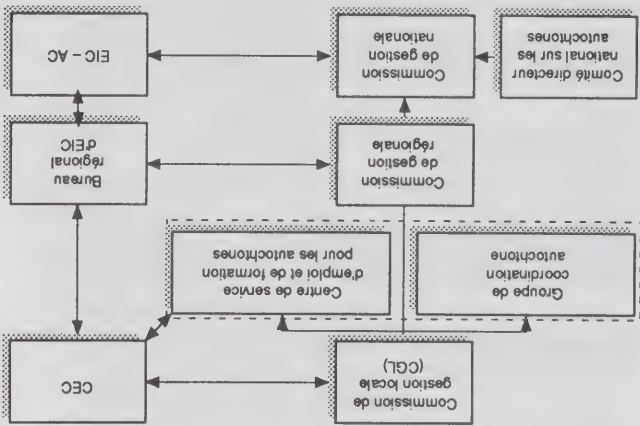 Commission de
gestion locale
(CGL)
CEC
Groupe de
coordination
autochtone
Centre de service
d'emploi et de formation
pour les autochtones
Commission
de gestion
régionale
Bureau
régional
d'EIC
Comité directeur
national sur les
autochtones
Commission
de gestion
nationale
EIC – AC